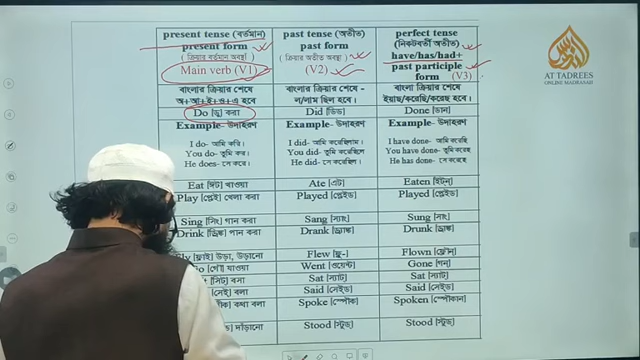 present tense (বর্তমান)
present form
( ক্রিয়ার বর্তমান অবস্থা )
Main verb (V1)
বাংলার ক্রিয়ার শেষে
অ+আ+ই+ও+এ হবে
Do [ডু] করা
Example- উদাহরণ
I do- আমি করি।
You do- তুমি কর।
He does- সে করে।
Eat [ঈট] খাওয়া
Play [প্লেই] খেলা করা
Sing [সিং] গান করা
Drink [ড্রিঙ্ক] পান করা
[ফ্লাই] উড়া, উড়ানো
[গৌ] যাওয়া
[সিট] বসা
[সেই] বলা
কথা বলা
দাঁড়ানো
past tense (অতীত)
past form
(ক্রিয়ার অতীত অবস্থা )
(V2)
বাংলার ক্রিয়ার শেষে -
ল/লাম ছিল হবে।
Did [ডিড]
Example- উদাহরণ
I did- আমি করেছিলাম।
You did- তুমি করেছিলে
He did- সে করেছিল।
Ate [এট]
Played [প্লেইড]
Sang [স্যাং]
Drank [ড্র্যাঙ্ক]
Flew [ফ্লু-]
Went [ওয়েন্ট]
Sat [স্যাট]
Said [সেইড]
Spoke [স্পৌক]
Stood [স্টুড]
perfect tense
(নিকটবর্তী অতীত)
have/has/had+
past participle
form (V3)
বাংলা ক্রিয়ার শেষে
ইয়াছ/করেছি/করেছ হবে।
Done [ডান]
Example- উদাহরণ
I have done- আমি করেছি
You have done- তুমি করেছ
He has done- সে করেছে
Eaten [ইটন্]
Played [প্লেইড]
Sung [সাং]
Drunk [ড্রাঙ্ক]
Flown [ফ্লৌন]
Gone [গন্]
Sat [স্যাট]
Said [সেইড]
Spoken [স্পৌকান]
Stood [স্টুড]
AT TADREES
ONLINE MADRASAH